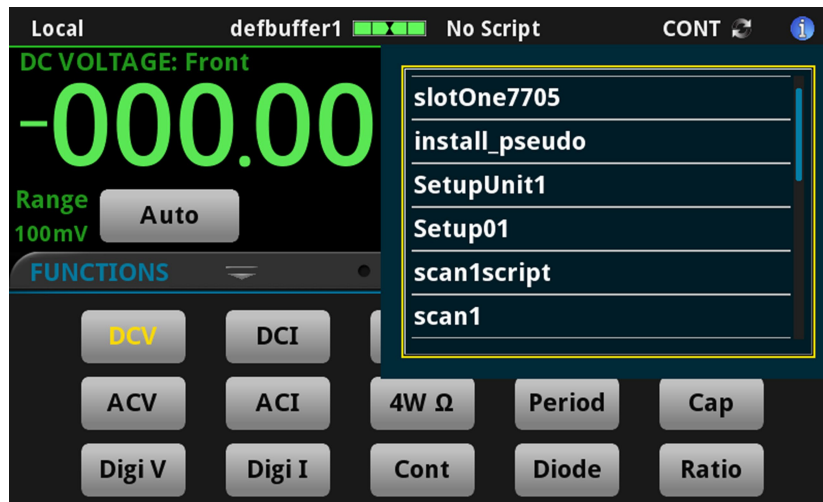 Local defbuffer1 No Script CONT i
DC VOLTAGE: Front
-000.00
Range
100mV
Auto
slotOne7705
install_pseudo
SetupUnit1
Setup01
scan1script
scan1
FUNCTIONS
DCV DCI
ACV ACI 4W Ω Period Cap
Digi V Digi I Cont Diode Ratio